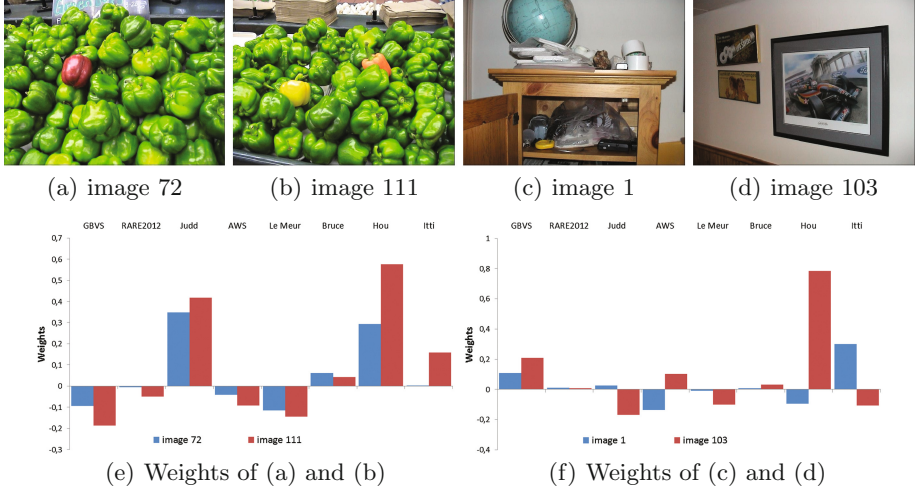 (a) image 72 (b) image 111 (c) image 1 (d) image 103
GBVS RARE2012 Judd AWS Le Meur Bruce Hou Itti
0,7
0,6
0,5
0,4
0,3
0,2
0,1
0
-0,1
-0,2
-0,3
Weights
image 72 image 111
(e) Weights of (a) and (b)
GBVS RARE2012 Judd AWS Le Meur Bruce Hou Itti
1
0,8
0,6
0,4
0,2
0
-0,2
-0,4
Weights
image 1 image 103
(f) Weights of (c) and (d)